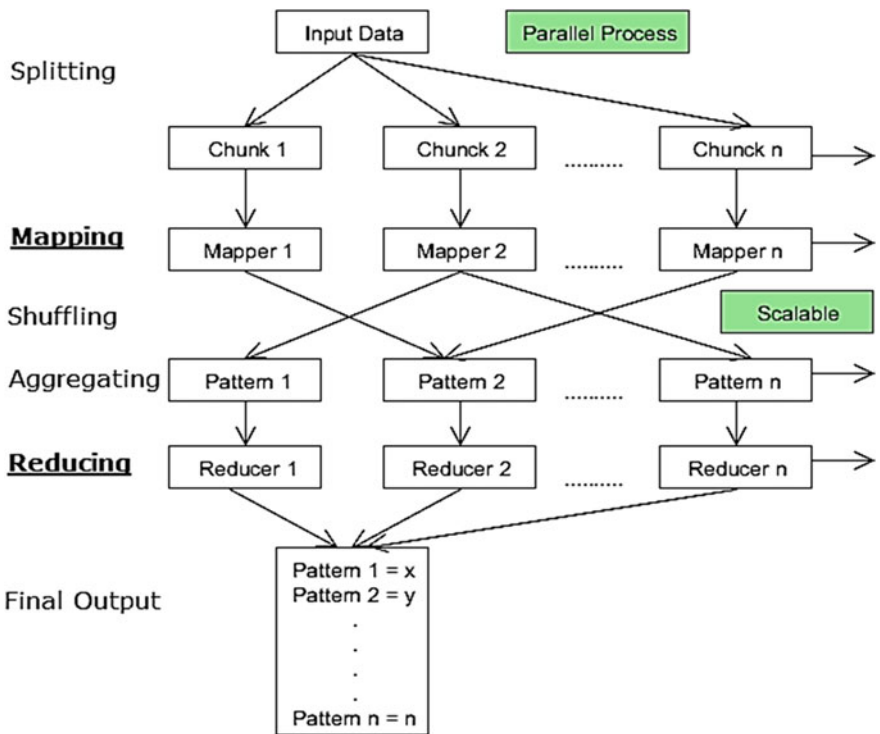 Input Data
Parallel Process
Splitting
Chunk 1
Chunck 2
..........
Chunck n
Mapping
Mapper 1
Mapper 2
..........
Mapper n
Shuffling
Scalable
Aggregating
Pattern 1
Pattern 2
..........
Pattern n
Reducing
Reducer 1
Reducer 2
..........
Reducer n
Final Output
Pattern 1 = x
Pattern 2 = y
.
.
.
.
Pattern n = n